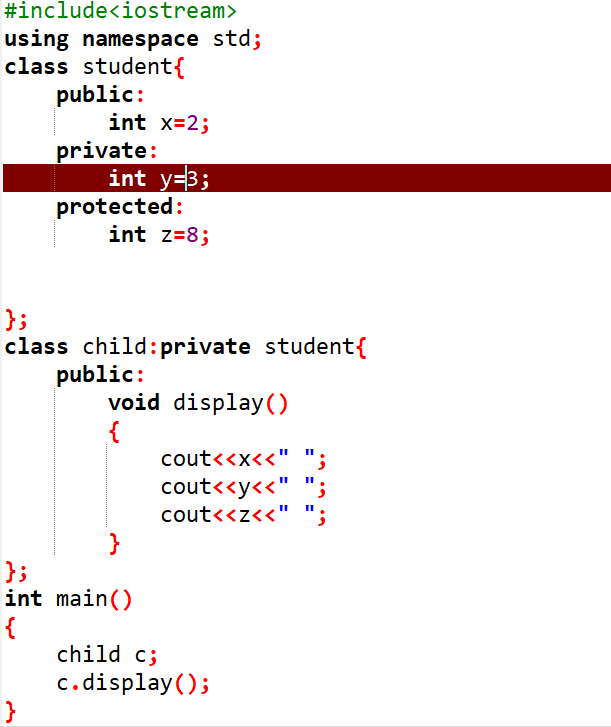 #include<iostream>
using namespace std;
class student{
    public:
        int x=2;
    private:
        int y=3;
    protected:
        int z=8;
};
class child:private student{
    public:
        void display()
        {
            cout<<x<<" ";
            cout<<y<<" ";
            cout<<z<<" ";
        }
};
int main()
{
    child c;
    c.display();
}